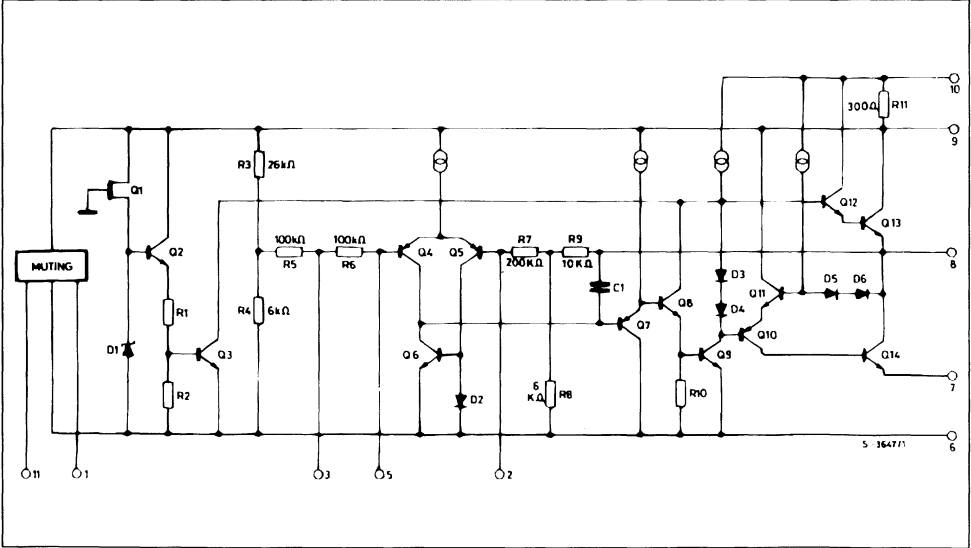 10
R11
300Ω
9
R3
26kΩ
Q1
Q12
Q13
100kΩ
100kΩ
Q2
Q4
Q5
R7
R9
8
MUTING
R5
R6
200KΩ
10KΩ
D3
D5
D6
C1
Q11
R1
R4
6kΩ
Q8
D4
Q7
Q10
D1
Q3
Q6
Q9
Q14
7
R2
D2
6
KΩ
R8
R10
S-3647/1
6
11
1
3
5
2